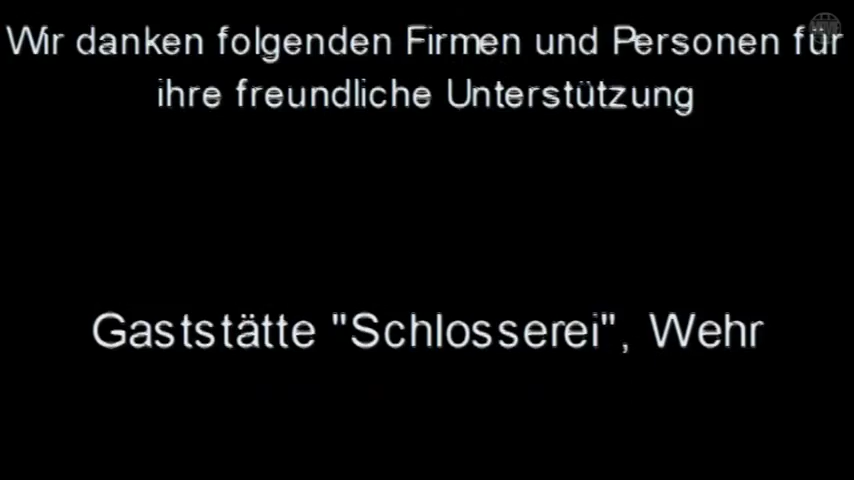 Wir danken folgenden Firmen und Personen für
ihre freundliche Unterstützung
Gaststätte "Schlosserei", Wehr